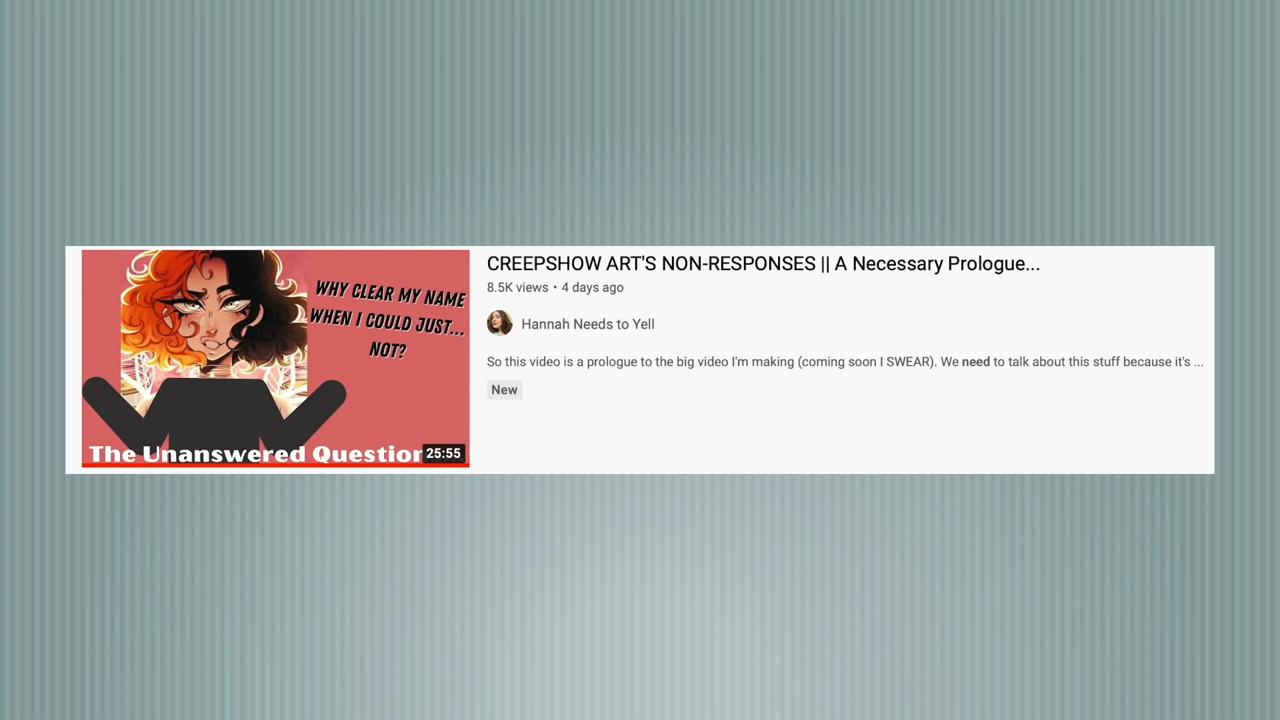 WHY CLEAR MY NAME
WHEN I COULD JUST...
NOT?
The Unanswered Question
25:55
CREEPSHOW ART'S NON-RESPONSES || A Necessary Prologue...
8.5K views • 4 days ago
Hannah Needs to Yell
So this video is a prologue to the big video I'm making (coming soon I SWEAR). We need to talk about this stuff because it's ...
New